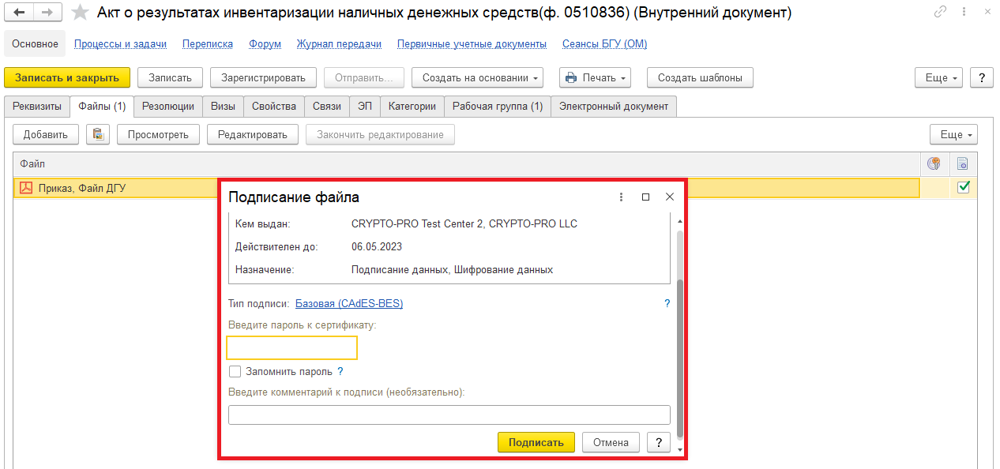 Акт о результатах инвентаризации наличных денежных средств(ф. 0510836) (Внутренний документ)
Основное Процессы и задачи Переписка Форум Журнал передачи Первичные учетные документы Сеансы БГУ (ОМ)
Записать и закрыть Записать Зарегистрировать Отправить... Создать на основании Печать Создать шаблоны Еще ?
Реквизиты Файлы (1) Резолюции Визы Свойства Связи ЭП Категории Рабочая группа (1) Электронный документ
Добавить Просмотреть Редактировать Закончить редактирование Еще
Файл
Приказ, Файл ДГУ
Подписание файла
Кем выдан: CRYPTO-PRO Test Center 2, CRYPTO-PRO LLC
Действителен до: 06.05.2023
Назначение: Подписание данных, Шифрование данных
Тип подписи: Базовая (CAdES-BES) ?
Введите пароль к сертификату:
Запомнить пароль ?
Введите комментарий к подписи (необязательно):
Подписать Отмена ?